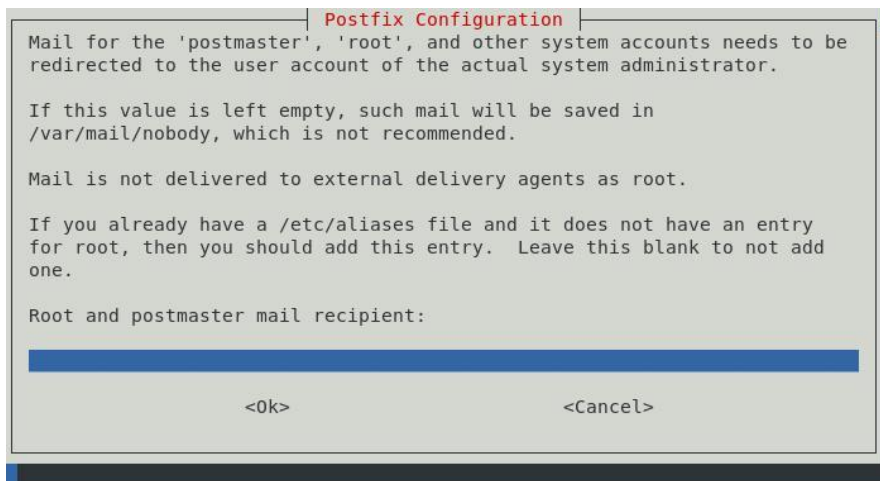 Postfix Configuration
Mail for the 'postmaster', 'root', and other system accounts needs to be
redirected to the user account of the actual system administrator.
If this value is left empty, such mail will be saved in
/var/mail/nobody, which is not recommended.
Mail is not delivered to external delivery agents as root.
If you already have a /etc/aliases file and it does not have an entry
for root, then you should add this entry.  Leave this blank to not add
one.
Root and postmaster mail recipient:
<Ok> <Cancel>